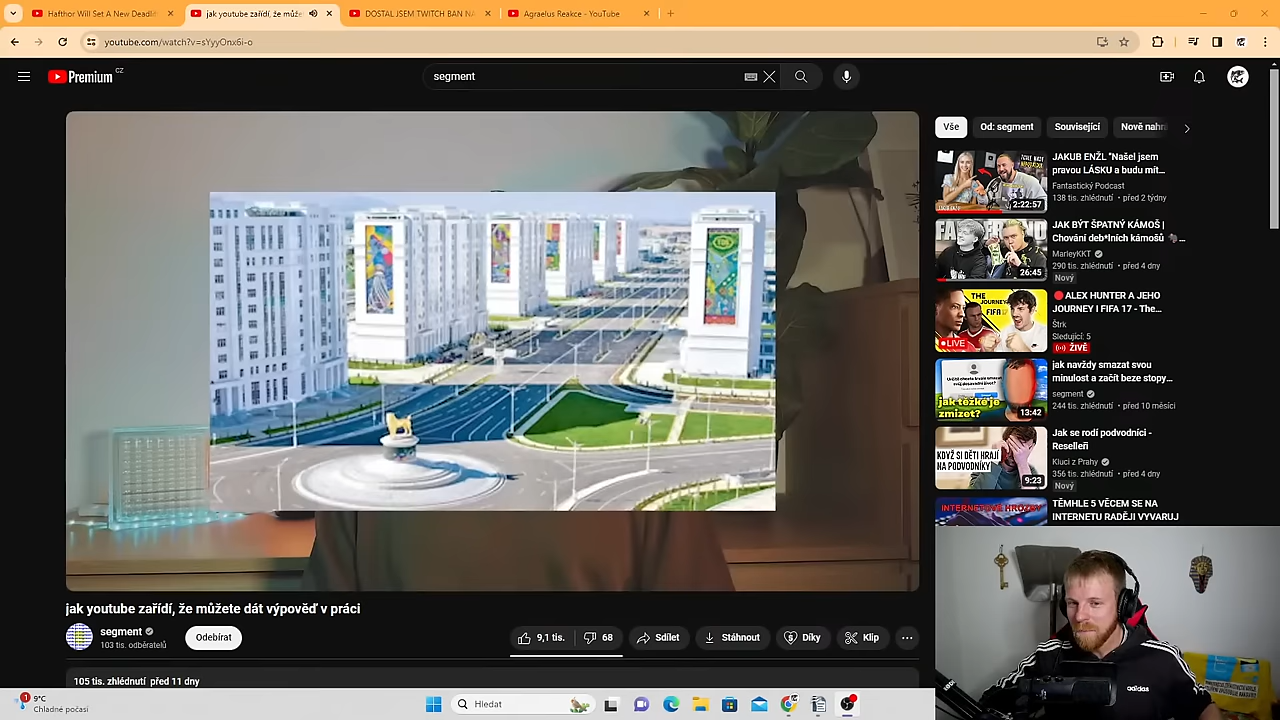 Hafthor Will Set A New Deadlif
jak youtube zařídí, že může
DOSTAL JSEM TWITCH BAN NA
Agraelus Reakce - YouTube
youtube.com/watch?v=sYyyOnx6i-o
Premium CZ
segment
Vše
Od: segment
Související
Nově nahr
JAKUB ENŽL "Našel jsem
pravou LÁSKU a budu mít...
Fantastický Podcast
138 tis. zhlédnutí • před 2 týdny
2:22:57
JAK BÝT ŠPATNÝ KÁMOŠ |
Chování deb*lních kámošů
MarleyKKT
290 tis. zhlédnutí • před 4 dny
Nový
26:45
ALEX HUNTER A JEHO
JOURNEY I FIFA 17 - The...
Štrk
Sledující: 5
ŽIVĚ
THE
JOURNEY
FIFA
LIVE
jak navždy smazat svou
minulost a začít beze stopy...
segment
244 tis. zhlédnutí • před 10 měsíci
jak těžké je
zmizet?
13:42
Jak se rodí podvodníci -
Reselleři
Kluci z Prahy
356 tis. zhlédnutí • před 4 dny
Nový
KDYŽ SI DĚTI HRAJÍ
NA PODVODNÍKY
9:23
TĚMHLE 5 VĚCEM SE NA
INTERNETU RADĚJI VYVARUJ
INTERNETOVÉ HROZBY
jak youtube zařídí, že můžete dát výpověď v práci
segment
103 tis. odběratelů
Odebírat
9,1 tis.
68
Sdílet
Stáhnout
Díky
Klip
105 tis. zhlédnutí před 11 dny
adidas
1
9°C
Chladné počasí
Hledat